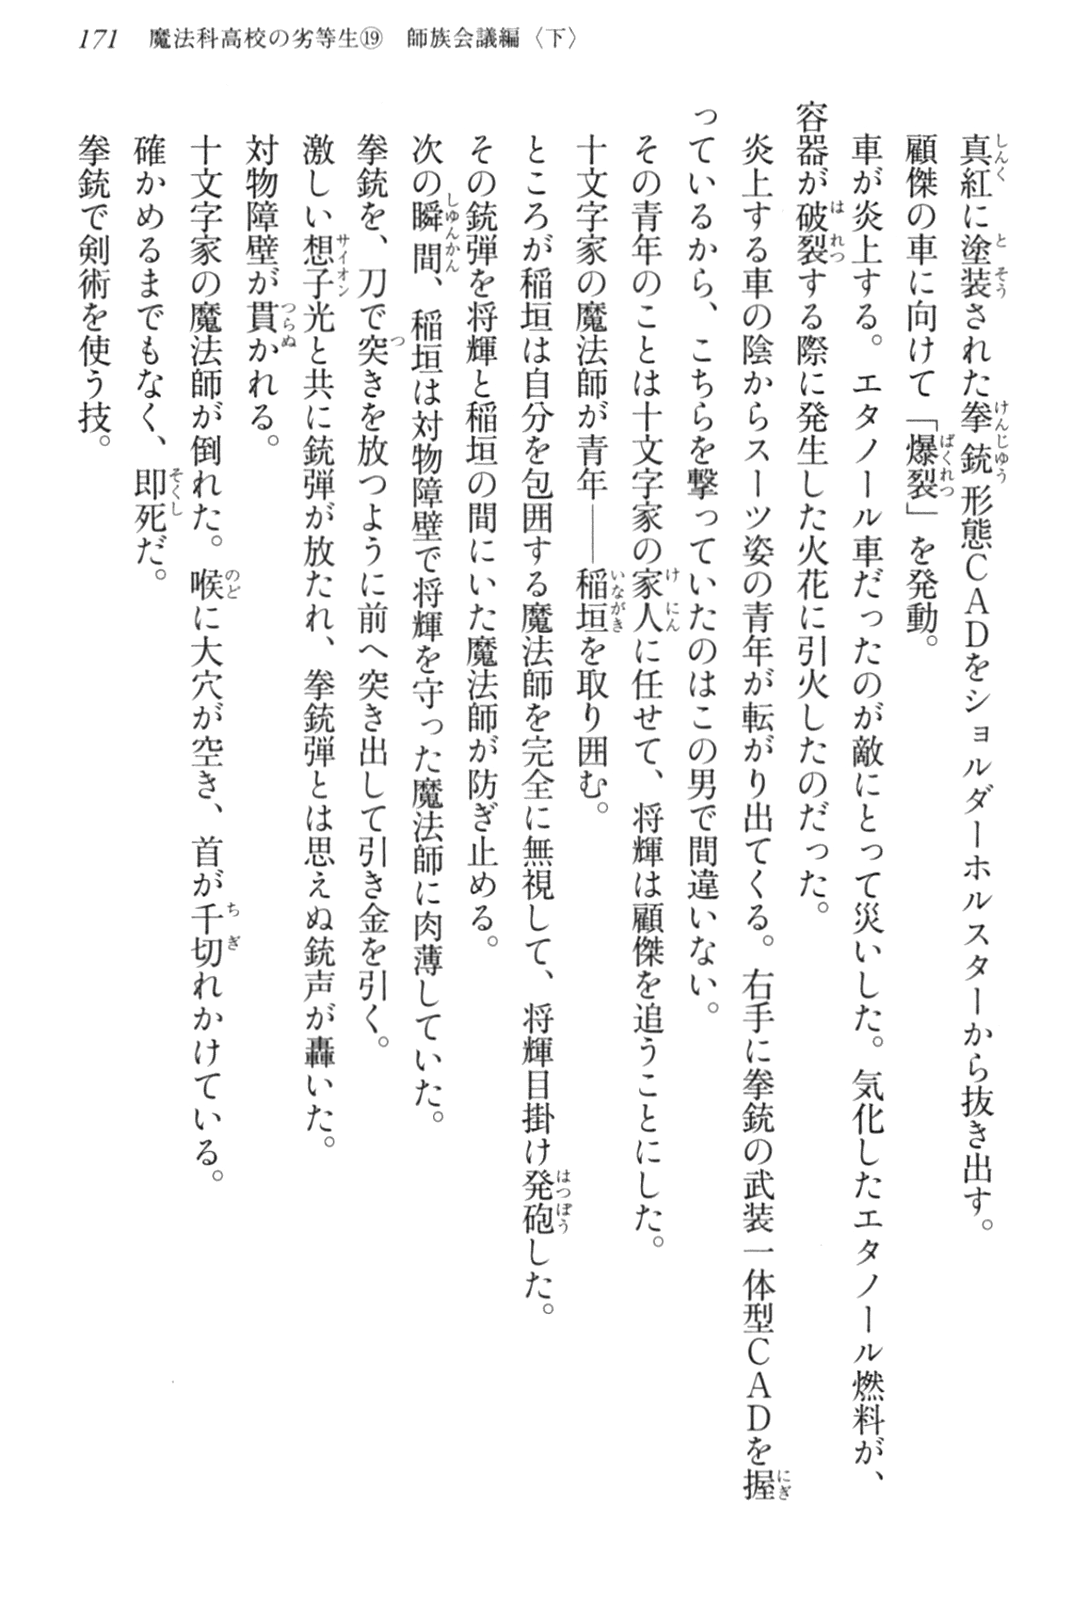 171　魔法科高校の劣等生⑲　師族会議編〈下〉
真紅に塗装された拳銃形態CADをショルダーホルスターから抜き出す。
顧傑の車に向けて「爆裂」を発動。
車が炎上する。エタノール車だったのが敵にとって災いした。気化したエタノール燃料が、
容器が破裂する際に発生した火花に引火したのだった。
炎上する車の陰からスーツ姿の青年が転がり出てくる。右手に拳銃の武装一体型CADを握
っているから、こちらを撃っていたのはこの男で間違いない。
その青年のことは十文字家の家人に任せて、将輝は顧傑を追うことにした。
十文字家の魔法師が青年――稲垣を取り囲む。
ところが稲垣は自分を包囲する魔法師を完全に無視して、将輝目掛け発砲した。
その銃弾を将輝と稲垣の間にいた魔法師が防ぎ止める。
次の瞬間、稲垣は対物障壁で将輝を守った魔法師に肉薄していた。
拳銃を、刀で突きを放つように前へ突き出して引き金を引く。
激しい想子光と共に銃弾が放たれ、拳銃弾とは思えぬ銃声が轟いた。
対物障壁が貫かれる。
十文字家の魔法師が倒れた。喉に大穴が空き、首が千切れかけている。
確かめるまでもなく、即死だ。
拳銃で剣術を使う技。